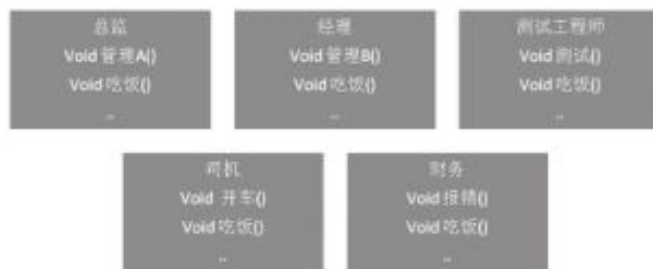 总监
Void 管理A()
Void 吃饭()
..
经理
Void 管理B()
Void 吃饭()
..
测试工程师
Void 测试()
Void 吃饭()
..
司机
Void 开车()
Void 吃饭()
..
财务
Void 报销()
Void 吃饭()
..